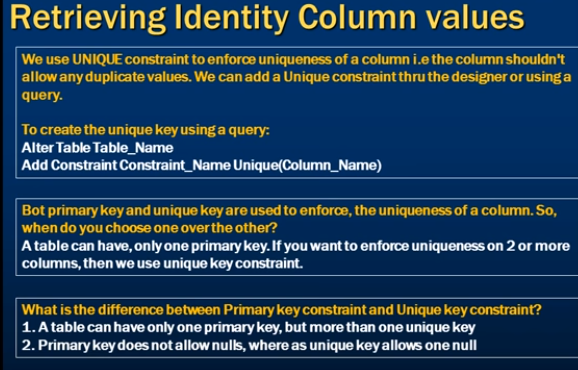 Retrieving Identity Column values
We use UNIQUE constraint to enforce uniqueness of a column i.e the column shouldn't
allow any duplicate values. We can add a Unique constraint thru the designer or using a
query.
To create the unique key using a query:
Alter Table Table_Name
Add Constraint Constraint_Name Unique(Column_Name)
Bot primary key and unique key are used to enforce, the uniqueness of a column. So,
when do you choose one over the other?
A table can have, only one primary key. If you want to enforce uniqueness on 2 or more
columns, then we use unique key constraint.
What is the difference between Primary key constraint and Unique key constraint?
1. A table can have only one primary key, but more than one unique key
2. Primary key does not allow nulls, where as unique key allows one null